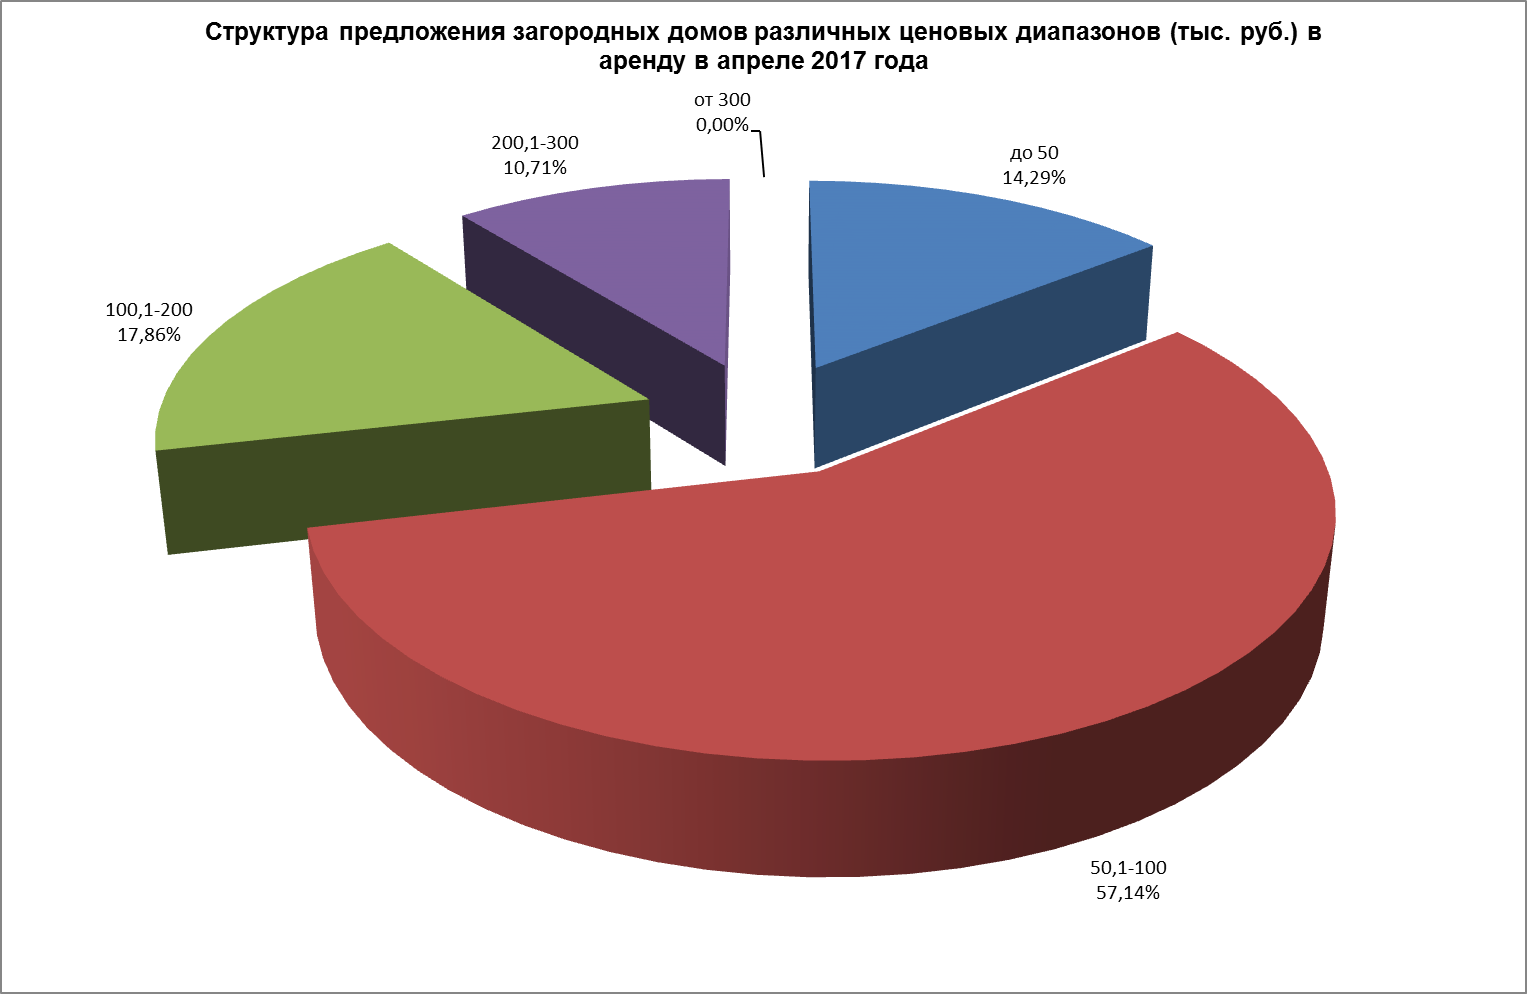 Структура предложения загородных домов различных ценовых диапазонов (тыс. руб.) в
аренду в апреле 2017 года
от 300
0,00%
200,1-300
10,71%
до 50
14,29%
100,1-200
17,86%
50,1-100
57,14%